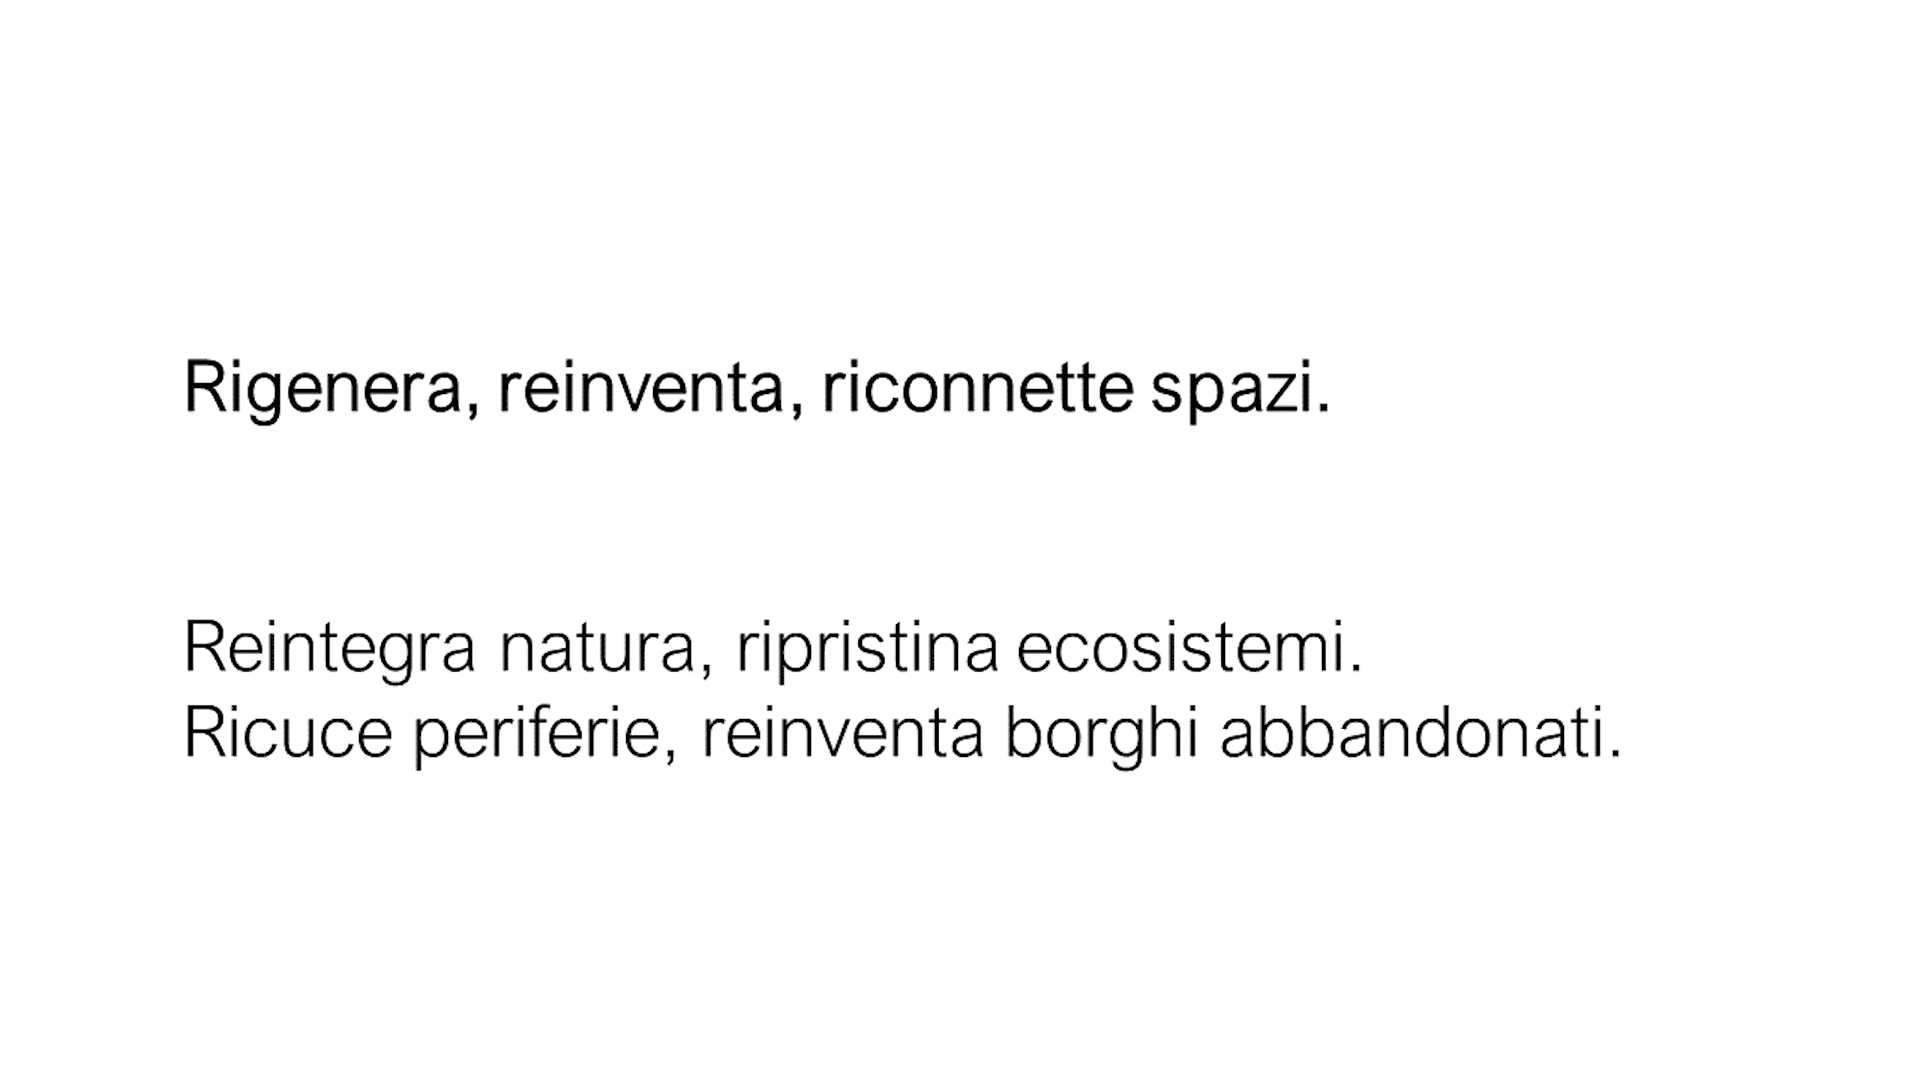 Rigenera, reinventa, riconnette spazi.
Reintegra natura, ripristina ecosistemi.
Ricuce periferie, reinventa borghi abbandonati.